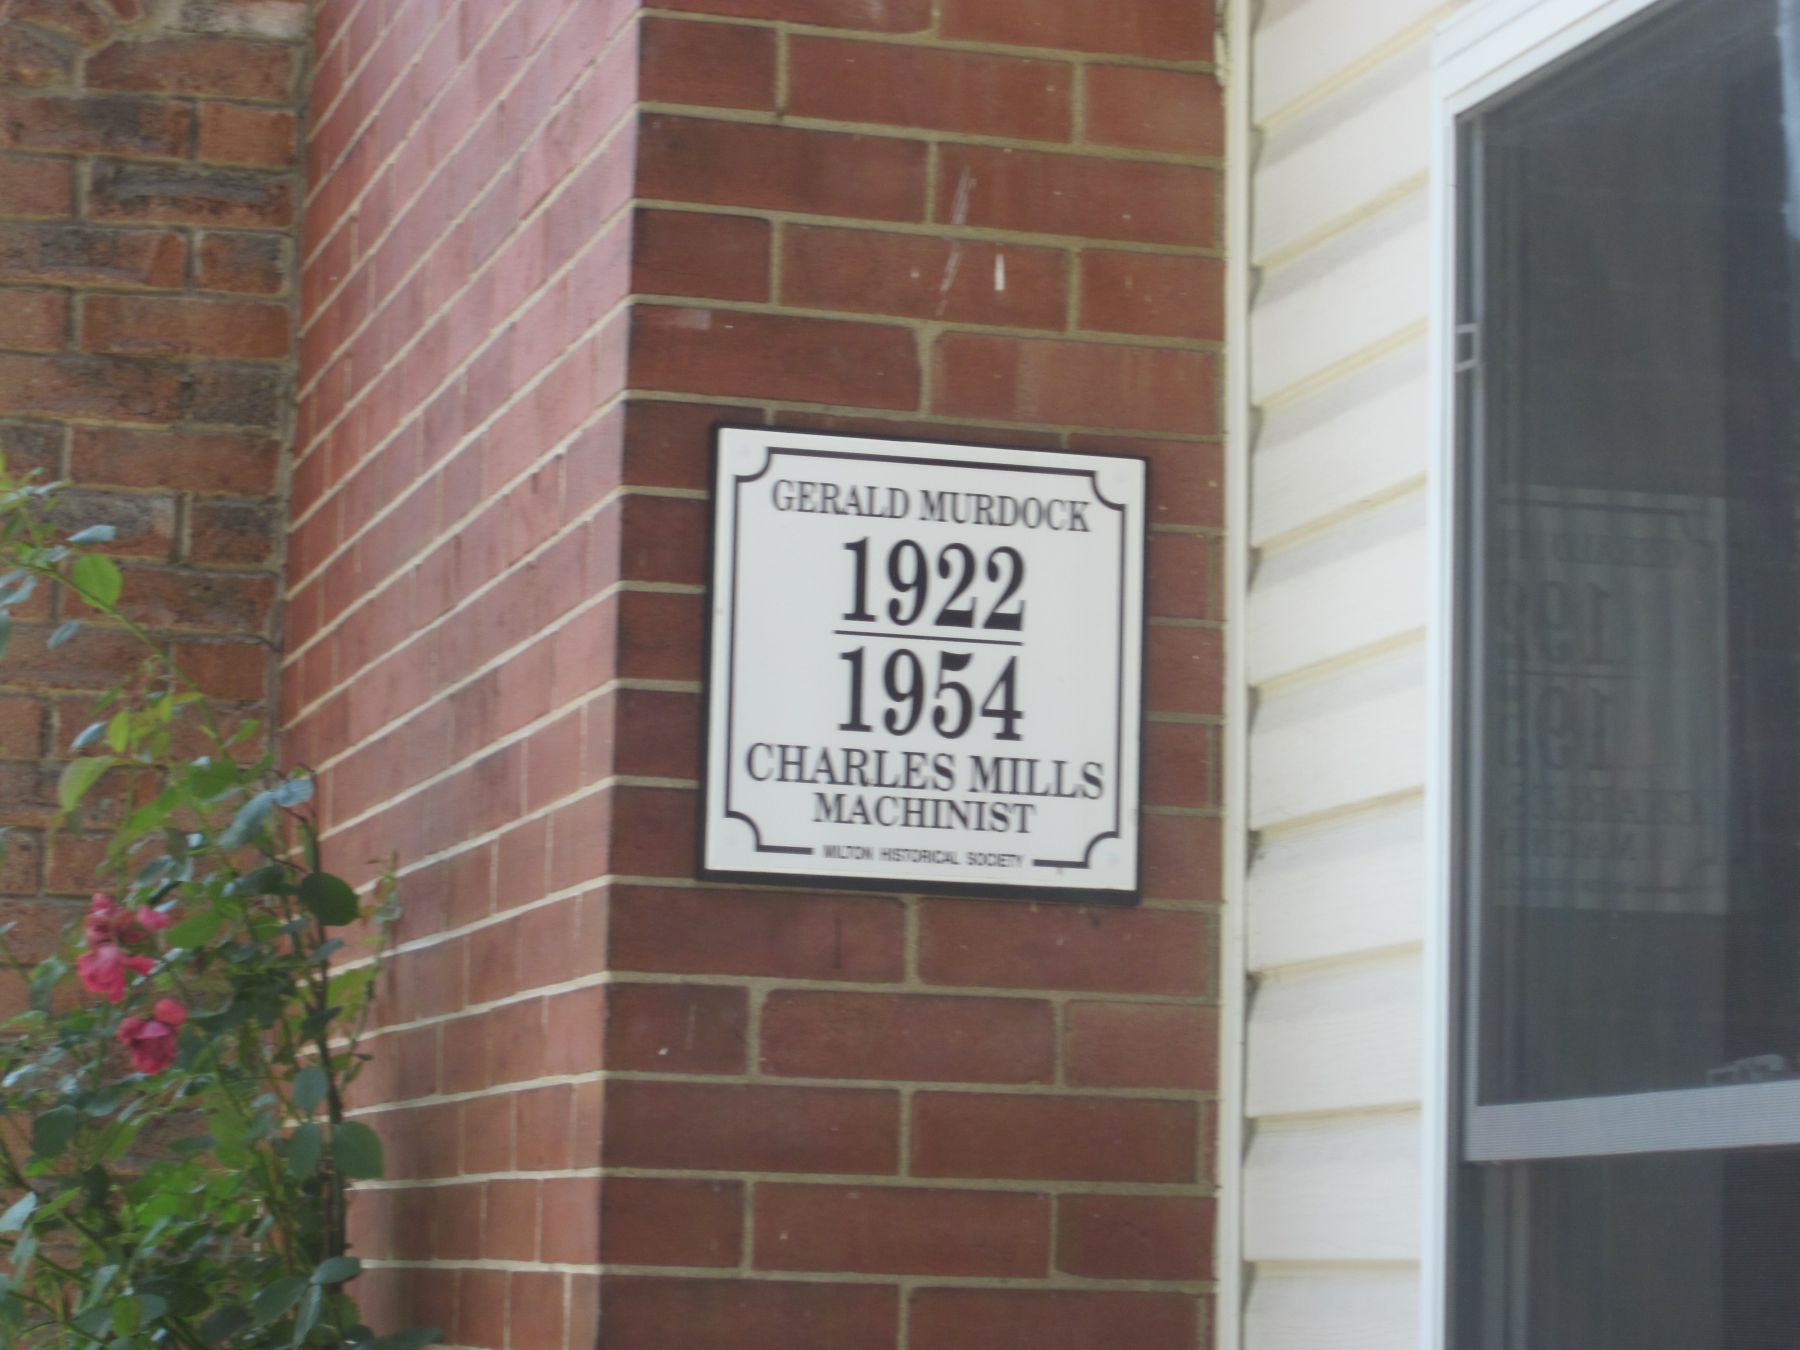 GERALD MURDOCK
1922
1954
CHARLES MILLS
MACHINIST
MILTON HISTORICAL SOCIETY